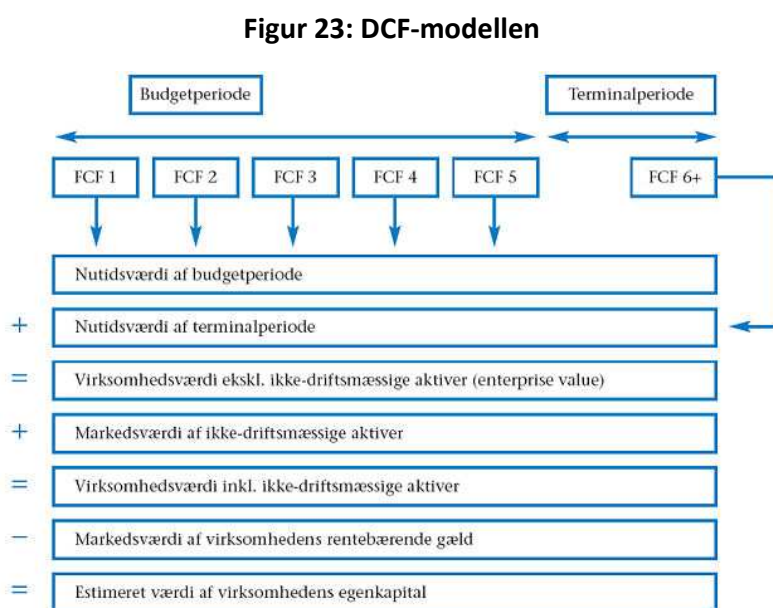 Figur 23: DCF-modellen
Budgetperiode
Terminalperiode
FCF 1
FCF 2
FCF 3
FCF 4
FCF 5
FCF 6+
Nutidsværdi af budgetperiode
+ Nutidsværdi af terminalperiode
= Virksomhedsværdi ekskl. ikke-driftsmæssige aktiver (enterprise value)
+ Markedsværdi af ikke-driftsmæssige aktiver
= Virksomhedsværdi inkl. ikke-driftsmæssige aktiver
− Markedsværdi af virksomhedens rentebærende gæld
= Estimeret værdi af virksomhedens egenkapital